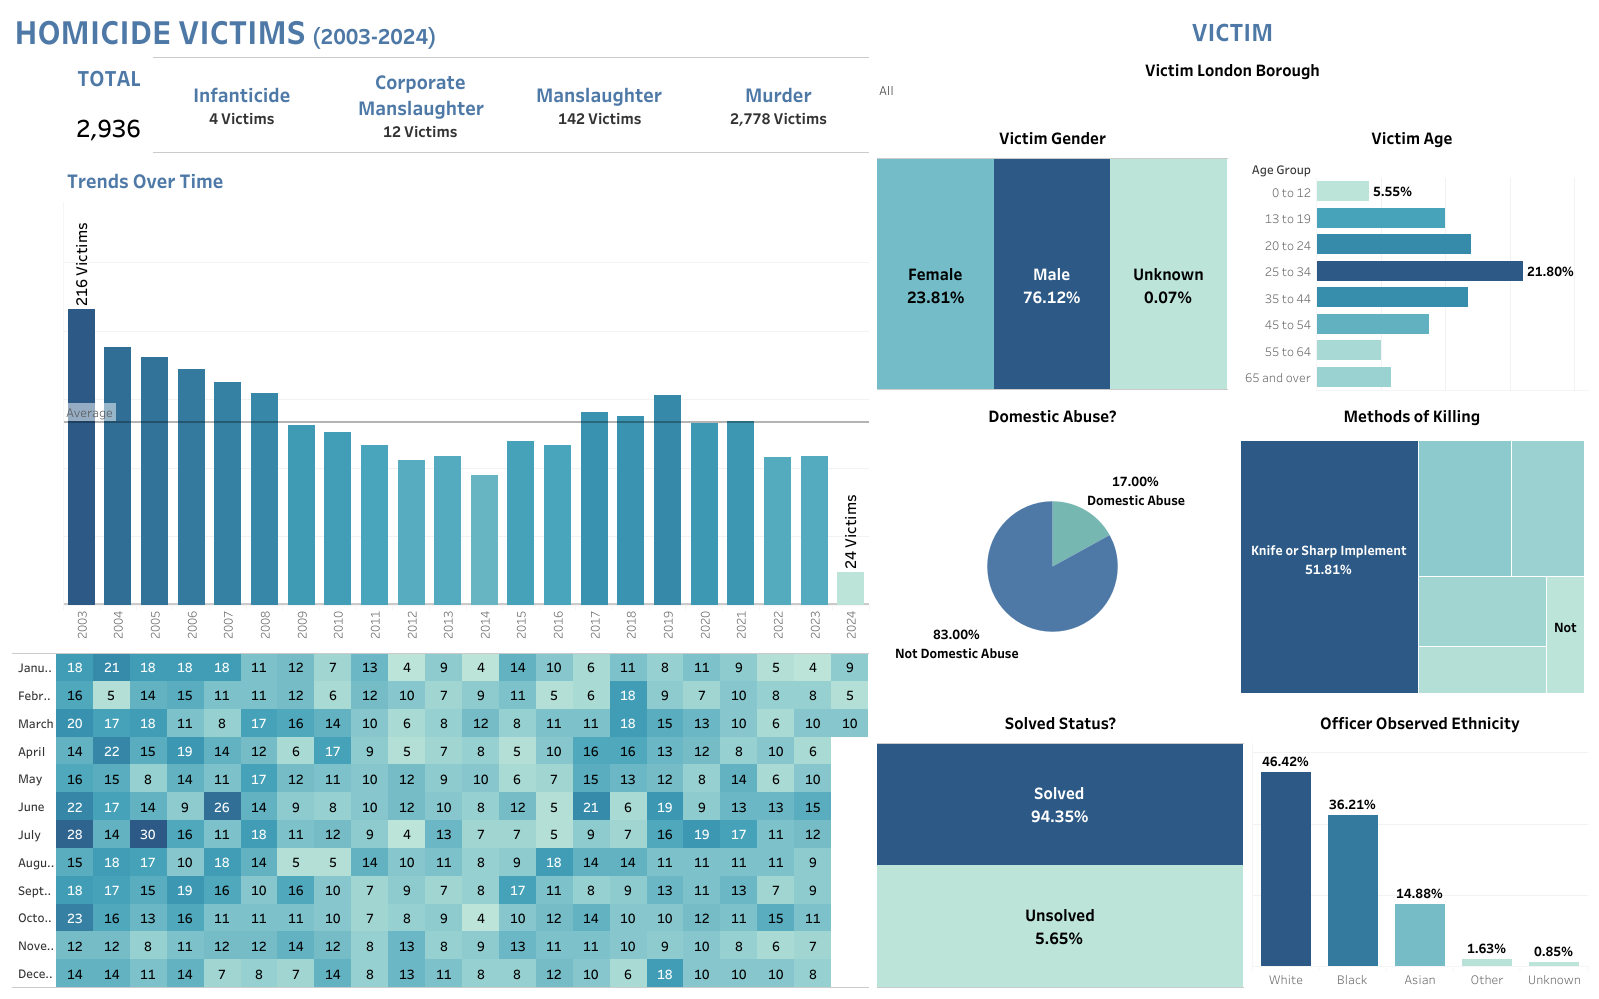 HOMICIDE VICTIMS (2003-2024)
TOTAL
2,936
Infanticide
4 Victims
Corporate
Manslaughter
12 Victims
Manslaughter
142 Victims
Murder
2,778 Victims
Trends Over Time
216 Victims
Average
24 Victims
2003 2004 2005 2006 2007 2008 2009 2010 2011 2012 2013 2014 2015 2016 2017 2018 2019 2020 2021 2022 2023 2024
Janu.. 18 21 18 18 18 11 12 7 13 4 9 4 14 10 6 11 8 11 9 5 4 9
Febr.. 16 5 14 15 11 11 12 6 12 10 7 9 11 5 6 18 9 7 10 8 8 5
March 20 17 18 11 8 17 16 14 10 6 8 12 8 11 11 18 15 13 10 6 10 10
April 14 22 15 19 14 12 6 17 9 5 7 8 5 10 16 16 13 12 8 10 6
May 16 15 8 14 11 17 12 11 10 12 9 10 6 7 15 13 12 8 14 6 10
June 22 17 14 9 26 14 9 8 10 12 10 8 12 5 21 6 19 9 13 13 15
July 28 14 30 16 11 18 11 12 9 4 13 7 7 5 9 7 16 19 17 11 12
Augu.. 15 18 17 10 18 14 5 5 14 10 11 8 9 18 14 14 11 11 11 11 9
Sept.. 18 17 15 19 16 10 16 10 7 9 7 8 17 11 8 9 13 11 13 7 9
Octo.. 23 16 13 16 11 11 11 10 7 8 9 4 10 12 14 10 10 12 11 15 11
Nove.. 12 12 8 11 12 12 14 12 8 13 8 9 13 11 11 10 9 10 8 6 7
Dece.. 14 14 11 14 7 8 7 14 8 13 11 8 8 12 10 6 18 10 10 10 8
VICTIM
Victim London Borough
All
Victim Gender
Female
23.81%
Male
76.12%
Unknown
0.07%
Victim Age
Age Group
0 to 12 5.55%
13 to 19
20 to 24
25 to 34 21.80%
35 to 44
45 to 54
55 to 64
65 and over
Domestic Abuse?
17.00%
Domestic Abuse
83.00%
Not Domestic Abuse
Methods of Killing
Knife or Sharp Implement
51.81%
Not
Solved Status?
Solved
94.35%
Unsolved
5.65%
Officer Observed Ethnicity
46.42%
36.21%
14.88%
1.63%
0.85%
White Black Asian Other Unknown